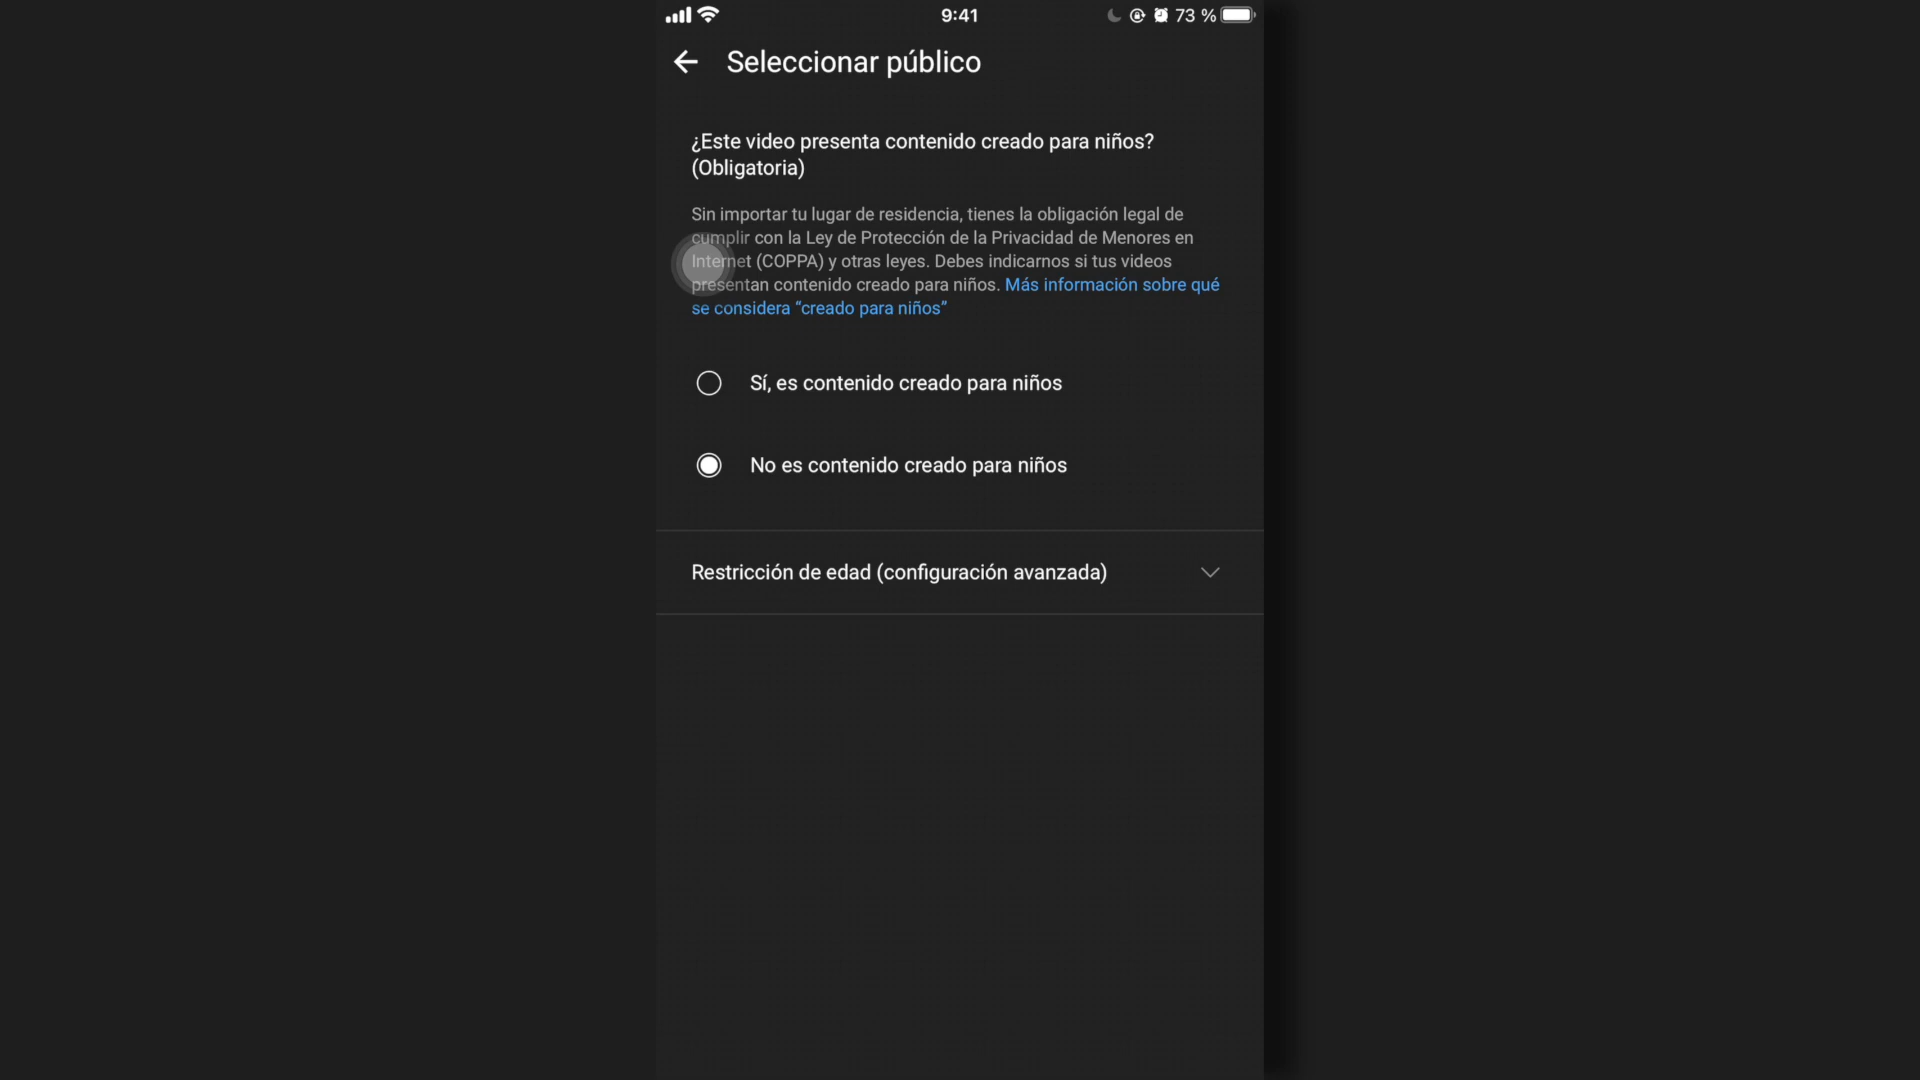 9:41
73 %
Seleccionar público
¿Este video presenta contenido creado para niños?
(Obligatoria)
Sin importar tu lugar de residencia, tienes la obligación legal de
cumplir con la Ley de Protección de la Privacidad de Menores en
Internet (COPPA) y otras leyes. Debes indicarnos si tus videos
presentan contenido creado para niños. Más información sobre qué
se considera “creado para niños”
Sí, es contenido creado para niños
No es contenido creado para niños
Restricción de edad (configuración avanzada)